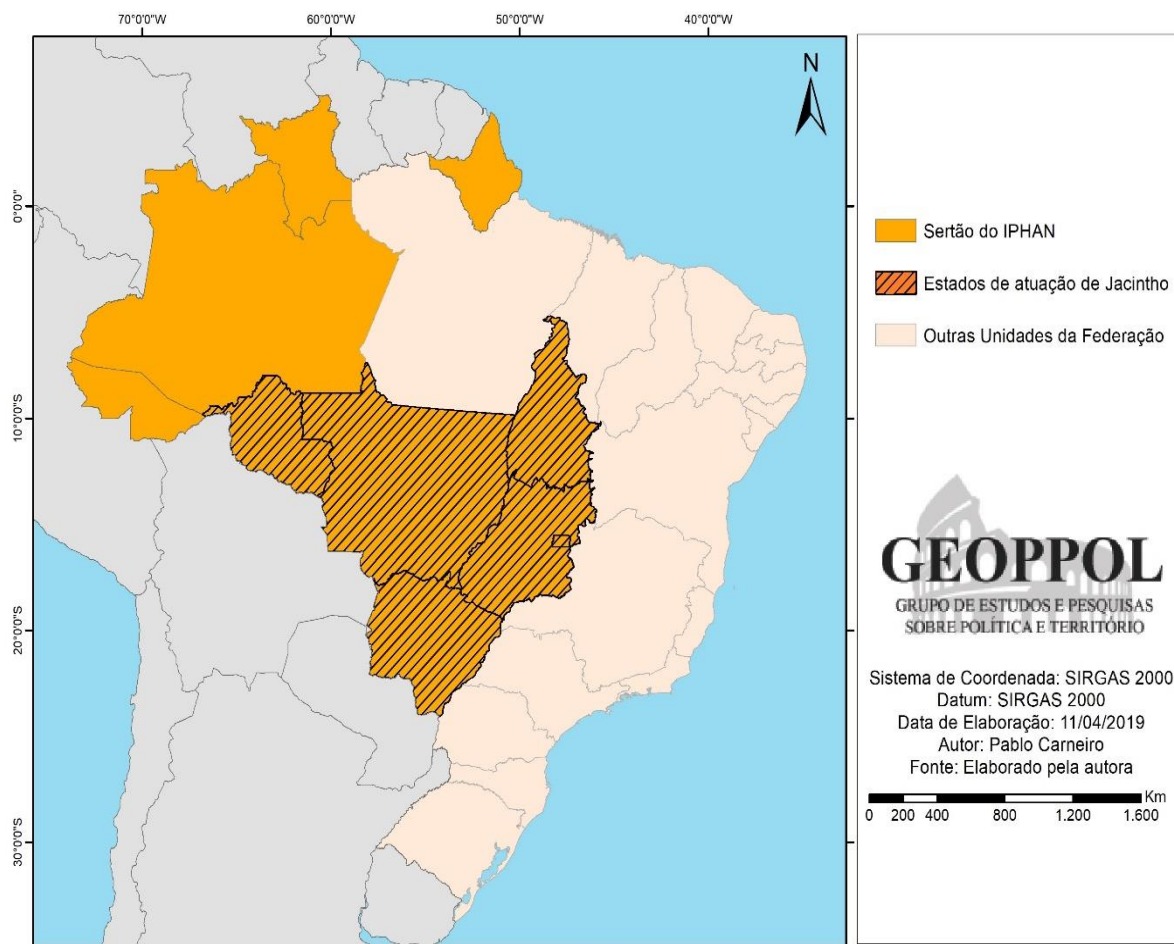 70°0'0"W 60°0'0"W 50°0'0"W 40°0'0"W
N
0°0'0"
10°0'0"S
20°0'0"S
30°0'0"S
Sertão do IPHAN
Estados de atuação de Jacintho
Outras Unidades da Federação
GEOPPOL
GRUPO DE ESTUDOS E PESQUISAS
SOBRE POLÍTICA E TERRITÓRIO
Sistema de Coordenada: SIRGAS 2000
Datum: SIRGAS 2000
Data de Elaboração: 11/04/2019
Autor: Pablo Carneiro
Fonte: Elaborado pela autora
Km
0 200 400 800 1.200 1.600